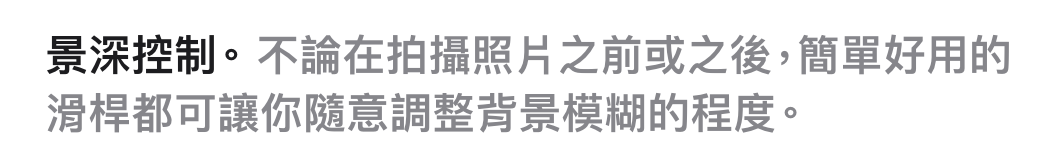 景深控制。不論在拍攝照片之前或之後，簡單好用的
滑桿都可讓你隨意調整背景模糊的程度。